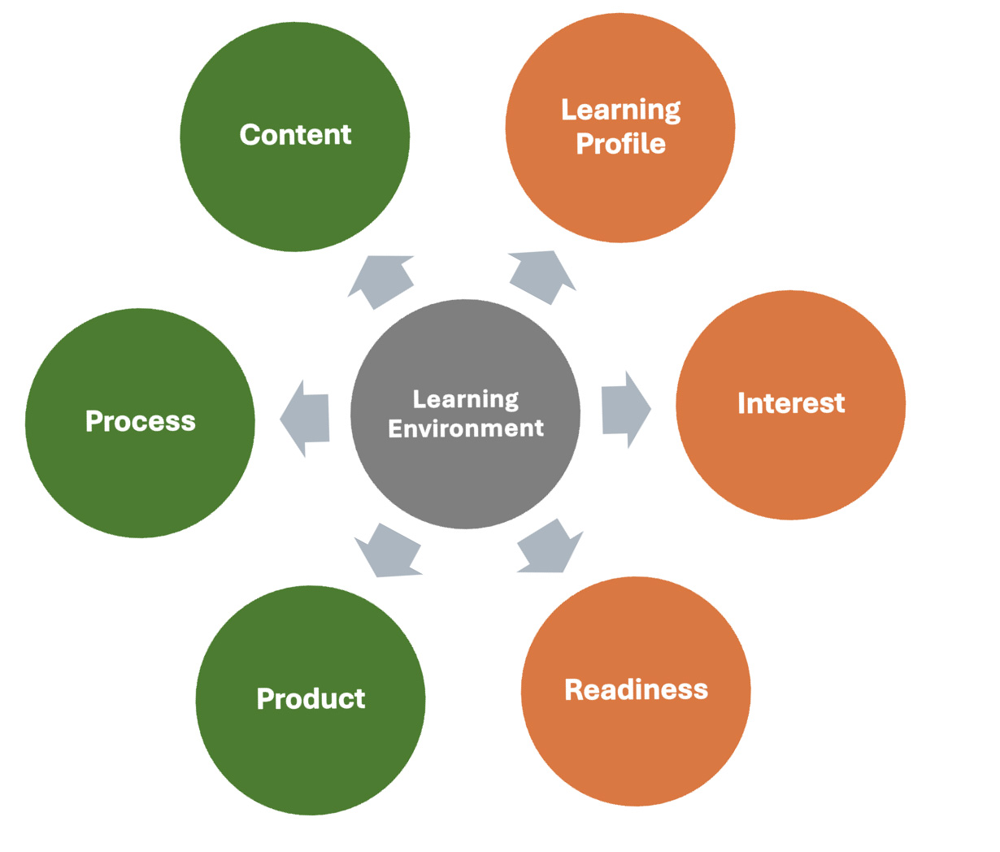 Content
Learning
Profile
Process
Learning
Environment
Interest
Product
Readiness